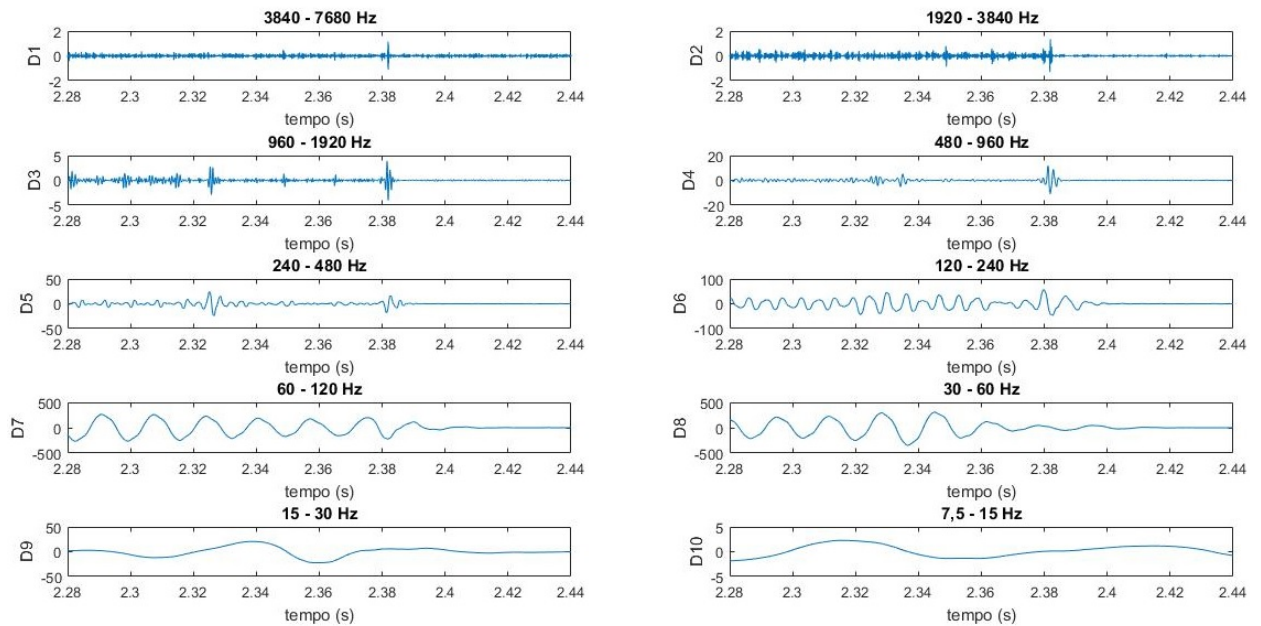 3840 - 7680 Hz
2
0
-2
D1
2.28 2.3 2.32 2.34 2.36 2.38 2.4 2.42 2.44
tempo (s)
1920 - 3840 Hz
2
0
-2
D2
2.28 2.3 2.32 2.34 2.36 2.38 2.4 2.42 2.44
tempo (s)
960 - 1920 Hz
5
0
-5
D3
2.28 2.3 2.32 2.34 2.36 2.38 2.4 2.42 2.44
tempo (s)
480 - 960 Hz
20
0
-20
D4
2.28 2.3 2.32 2.34 2.36 2.38 2.4 2.42 2.44
tempo (s)
240 - 480 Hz
50
0
-50
D5
2.28 2.3 2.32 2.34 2.36 2.38 2.4 2.42 2.44
tempo (s)
120 - 240 Hz
100
0
-100
D6
2.28 2.3 2.32 2.34 2.36 2.38 2.4 2.42 2.44
tempo (s)
60 - 120 Hz
500
0
-500
D7
2.28 2.3 2.32 2.34 2.36 2.38 2.4 2.42 2.44
tempo (s)
30 - 60 Hz
500
0
-500
D8
2.28 2.3 2.32 2.34 2.36 2.38 2.4 2.42 2.44
tempo (s)
15 - 30 Hz
50
0
-50
D9
2.28 2.3 2.32 2.34 2.36 2.38 2.4 2.42 2.44
tempo (s)
7,5 - 15 Hz
5
0
-5
D10
2.28 2.3 2.32 2.34 2.36 2.38 2.4 2.42 2.44
tempo (s)